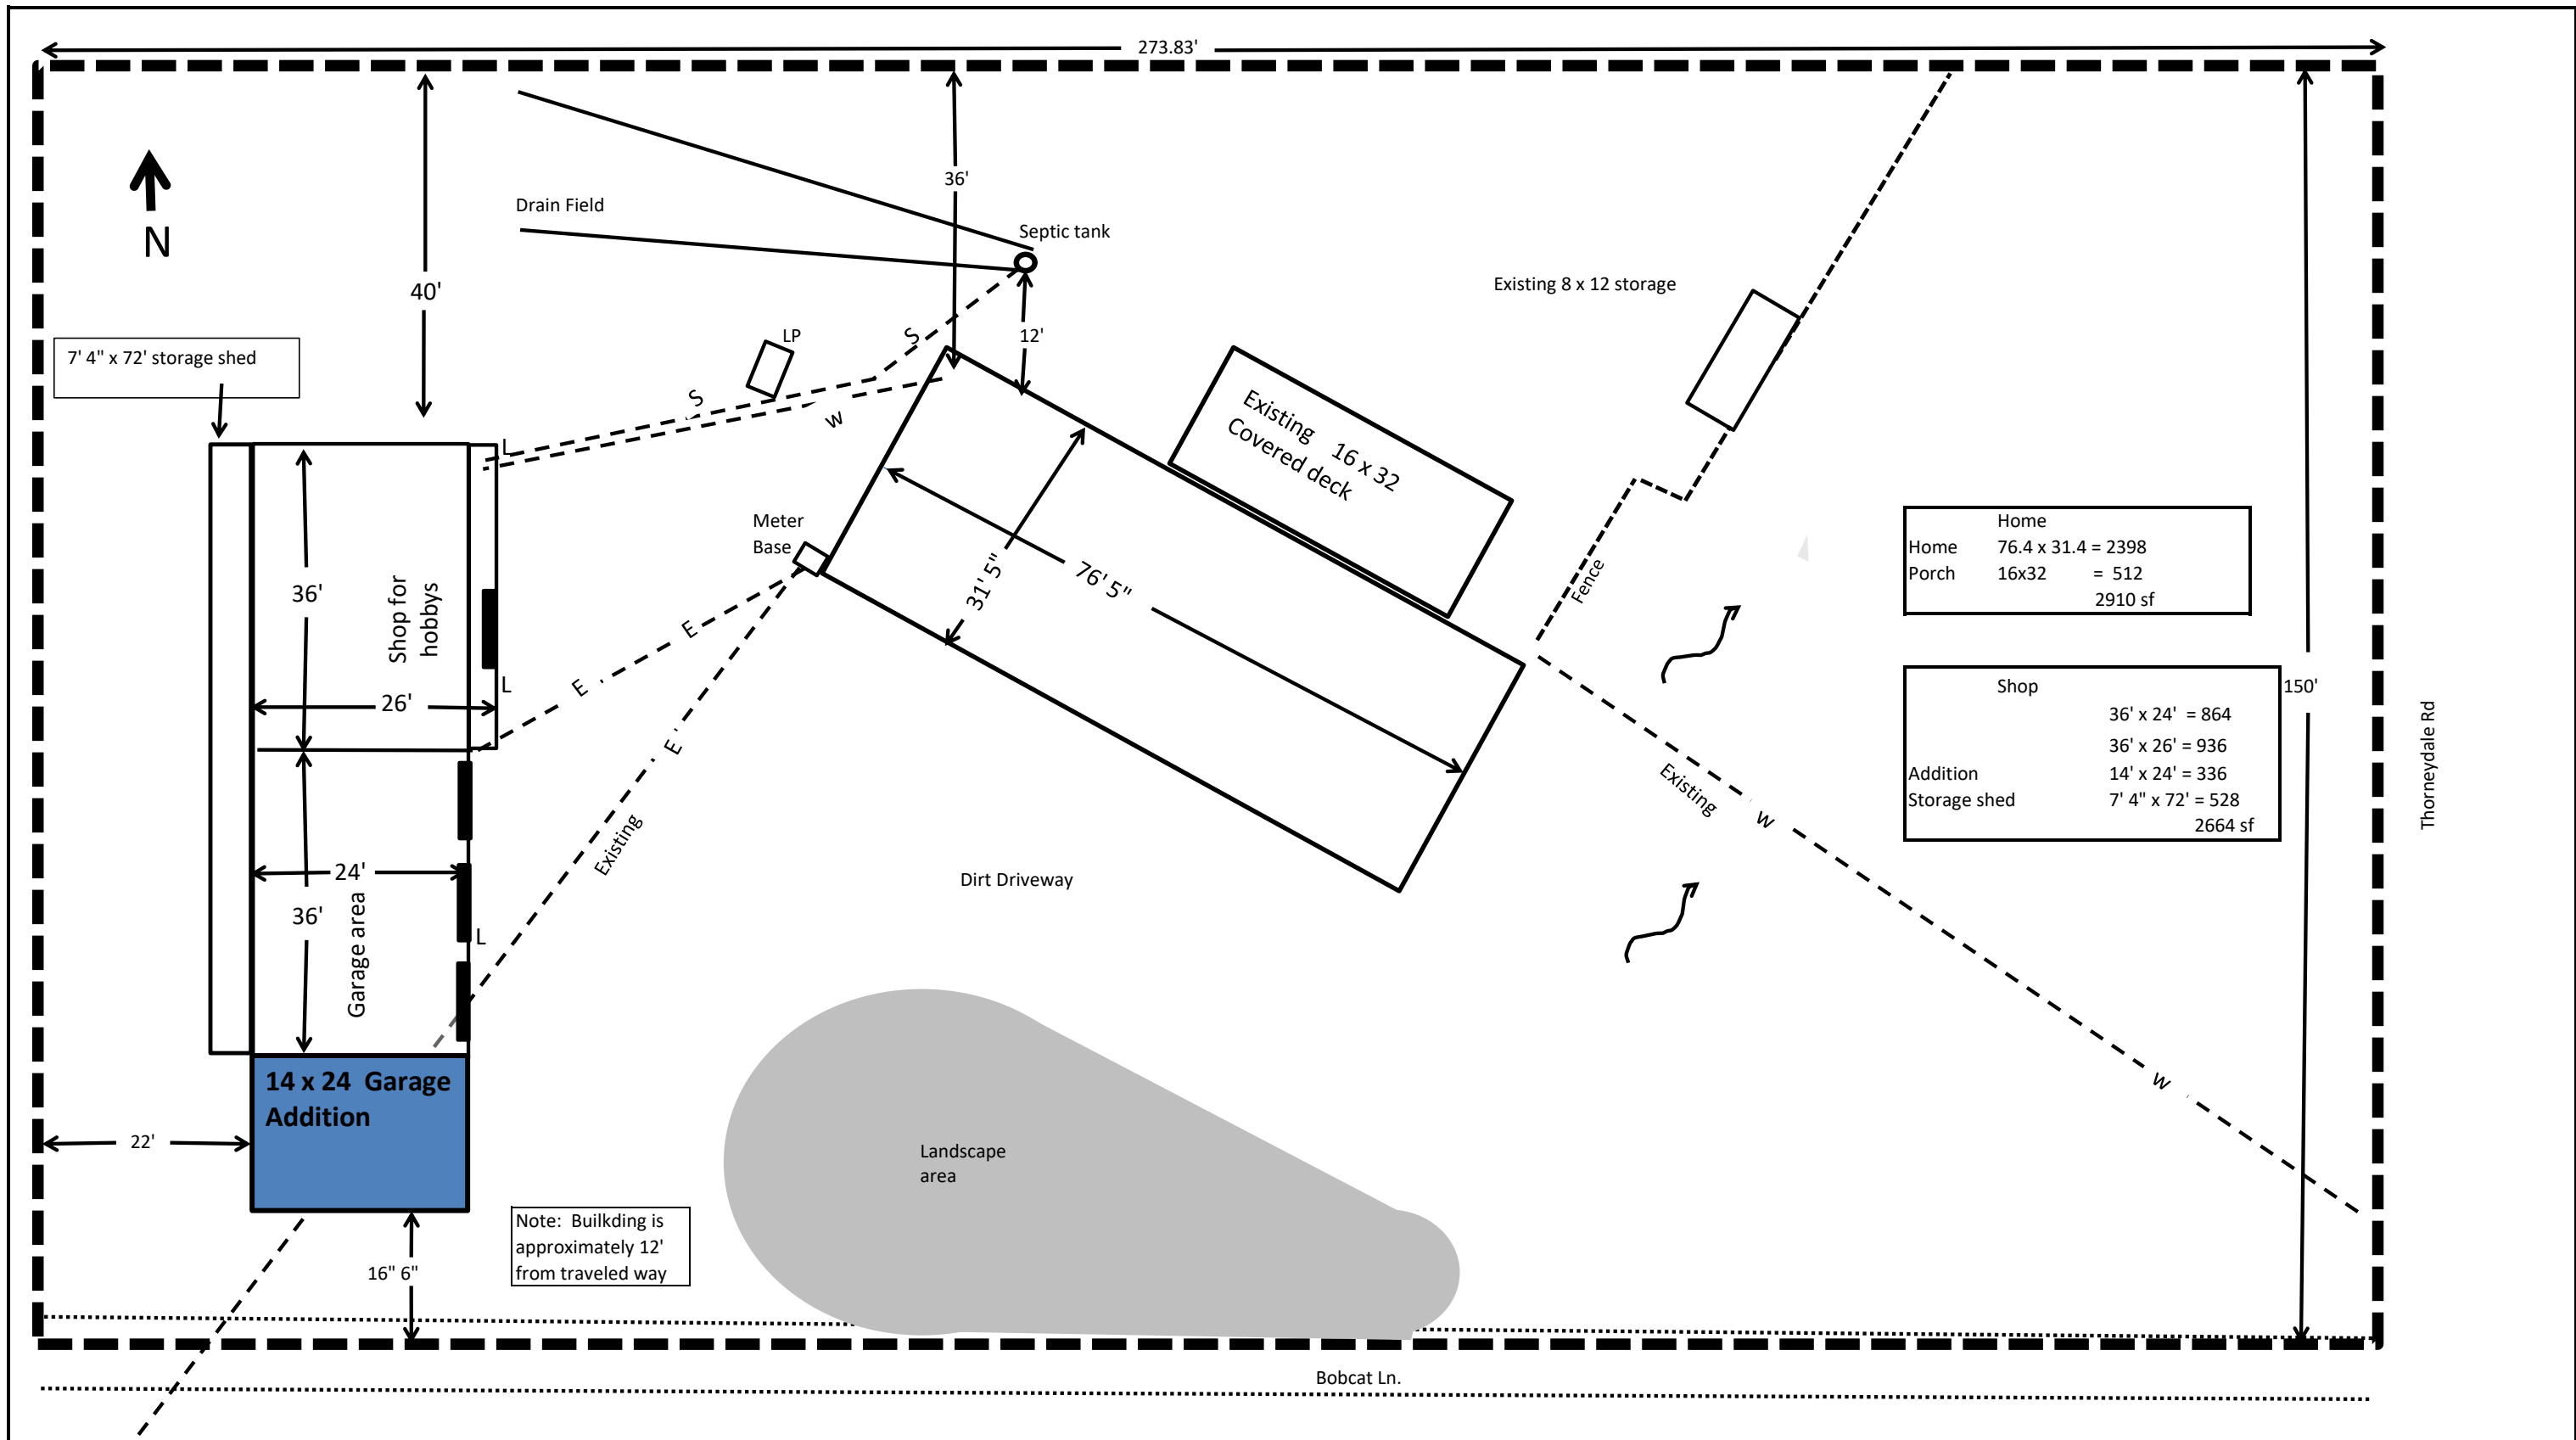 273.83'
36'
Drain Field
Septic tank
N
40'
Existing 8 x 12 storage
LP
S
12'
7' 4" x 72' storage shed
S
w
L
Existing 16 x 32
Covered deck
Meter
Base
36'
Shop for
hobbys
31' 5"
76' 5"
Fence
Home
Home 76.4 x 31.4 = 2398
Porch 16x32 = 512
2910 sf
E
E
L
26'
E
Shop
36' x 24' = 864
36' x 26' = 936
Addition 14' x 24' = 336
Storage shed 7' 4" x 72' = 528
2664 sf
150'
Thorneydale Rd
Existing
w
Existing
24'
36'
Garage area
L
Dirt Driveway
14 x 24 Garage
Addition
w
22'
Landscape
area
Note: Builkding is
approximately 12'
from traveled way
16" 6"
Bobcat Ln.